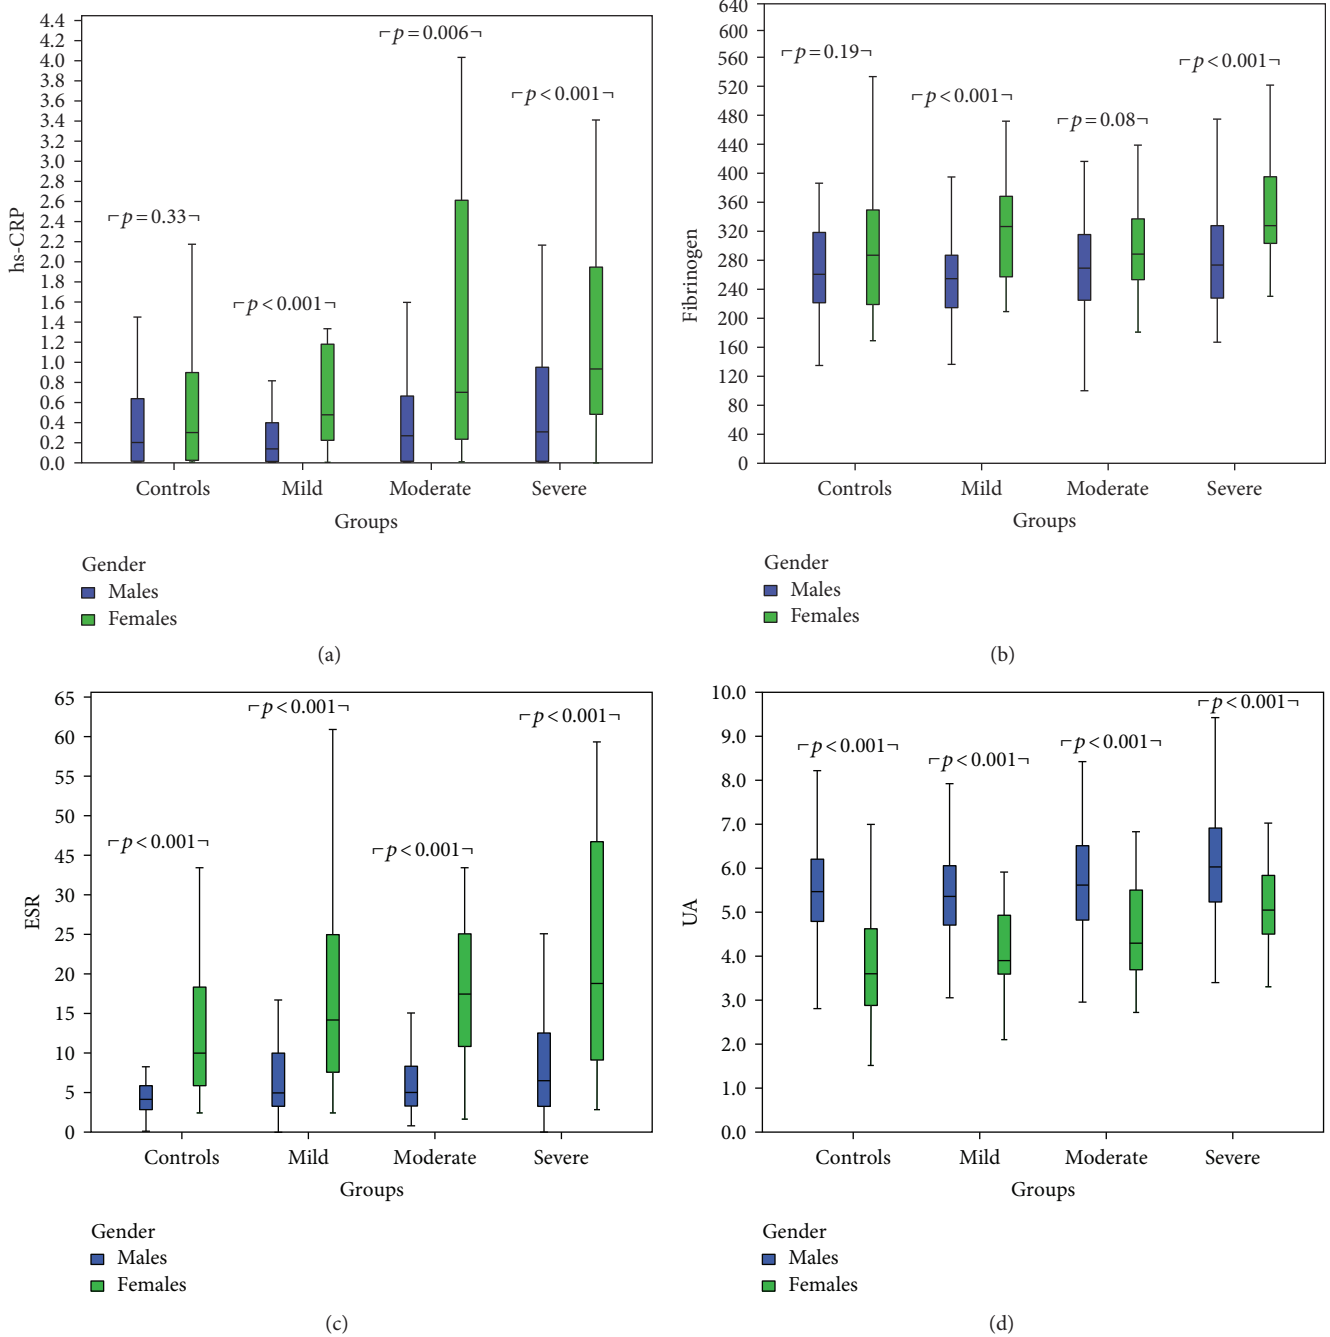 hs-CRP
4.4
4.2
4.0
3.8
3.6
3.4
3.2
3.0
2.8
2.6
2.4
2.2
2.0
1.8
1.6
1.4
1.2
1.0
0.8
0.6
0.4
0.2
0.0
p = 0.33
p < 0.001
p = 0.006
p < 0.001
Controls Mild Moderate Severe
Groups
Gender
Males
Females
(a)
Fibrinogen
640
600
560
520
480
440
400
360
320
280
240
200
160
120
80
40
0
p = 0.19
p < 0.001
p = 0.08
p < 0.001
Controls Mild Moderate Severe
Groups
Gender
Males
Females
(b)
ESR
65
60
55
50
45
40
35
30
25
20
15
10
5
0
p < 0.001
p < 0.001
p < 0.001
p < 0.001
Controls Mild Moderate Severe
Groups
Gender
Males
Females
(c)
UA
10.0
9.0
8.0
7.0
6.0
5.0
4.0
3.0
2.0
1.0
0.0
p < 0.001
p < 0.001
p < 0.001
p < 0.001
Controls Mild Moderate Severe
Groups
Gender
Males
Females
(d)